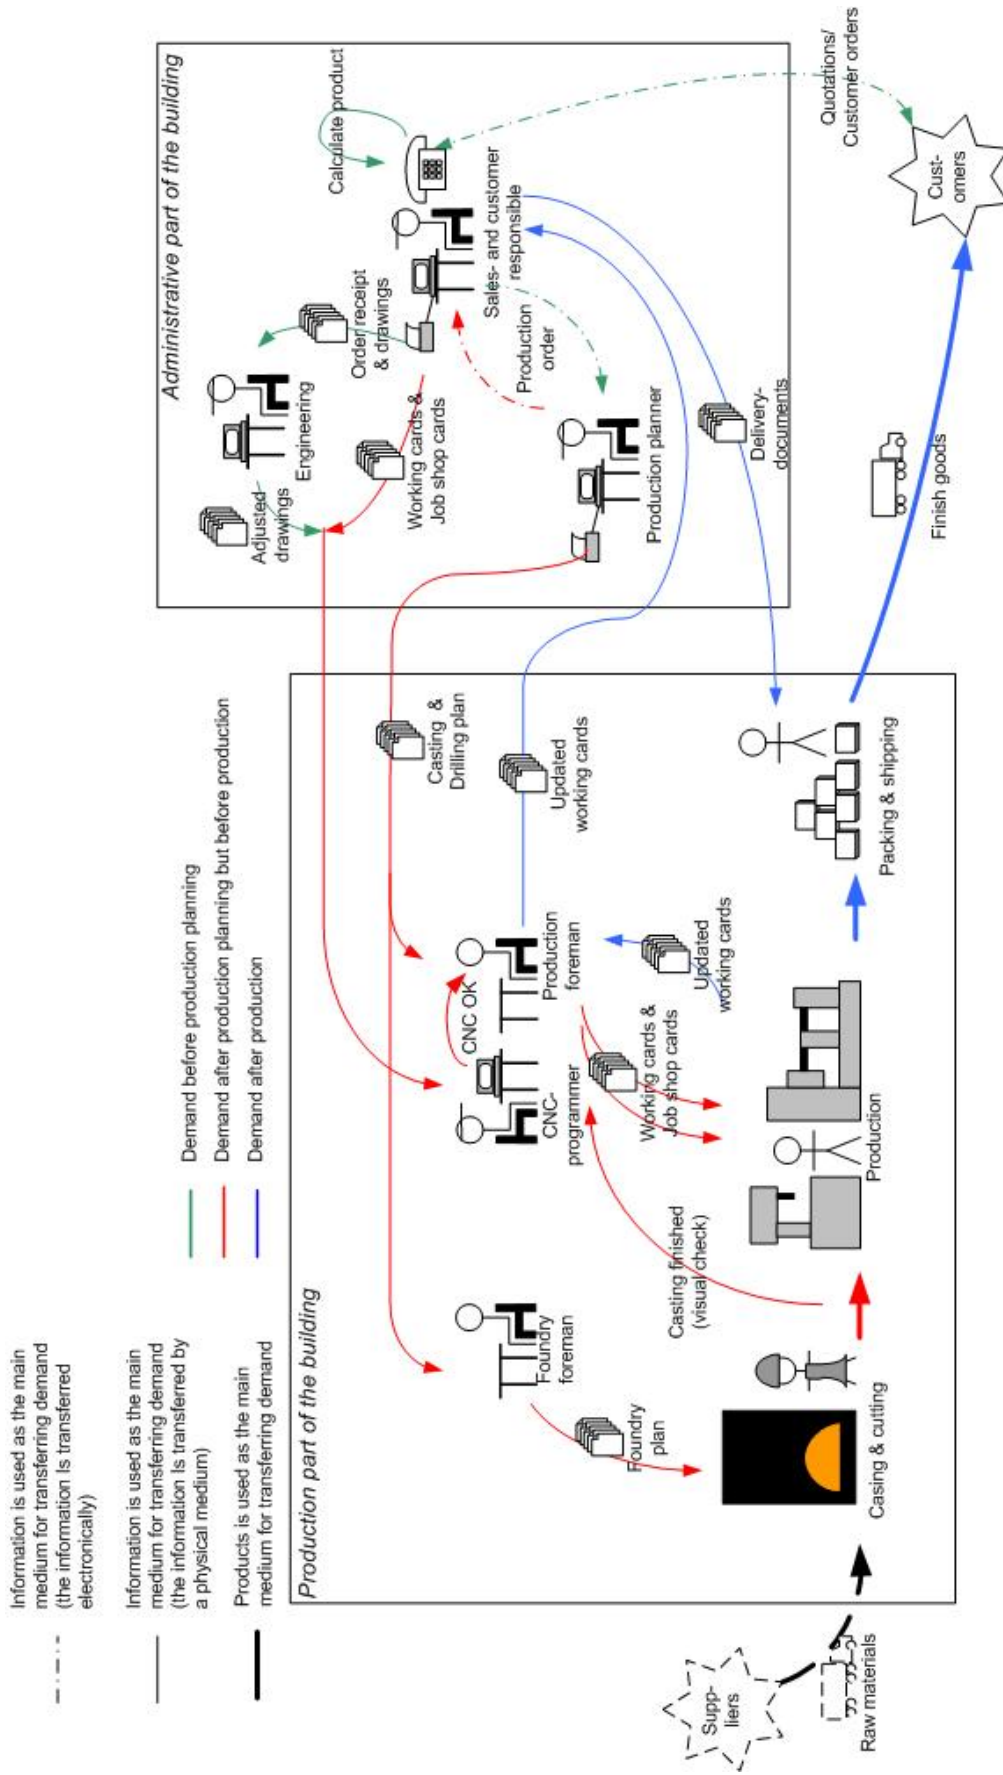 Information is used as the main
medium for transferring demand
(the information Is transferred
electronically)
Information is used as the main
medium for transferring demand
(the information Is transferred by
a physical medium)
Products is used as the main
medium for transferring demand
Demand before production planning
Demand after production planning but before production
Demand after production
Administrative part of the building
Calculate product
Order receipt
& drawings
Engineering
Adjusted
drawings
Working cards &
Job shop cards
Sales- and customer
responsible
Production
order
Production planner
Delivery-
documents
Quotations/
Customer orders
Cust-
omers
Finish goods
Production part of the building
Casting &
Drilling plan
Updated
working cards
CNC OK
Production
foreman
CNC-
programmer
Updated
working cards
Working cards &
Job shop cards
Casting finished
(visual check)
Foundry
foreman
Foundry
plan
Casing & cutting
Production
Packing & shipping
Supp-
liers
Raw materials